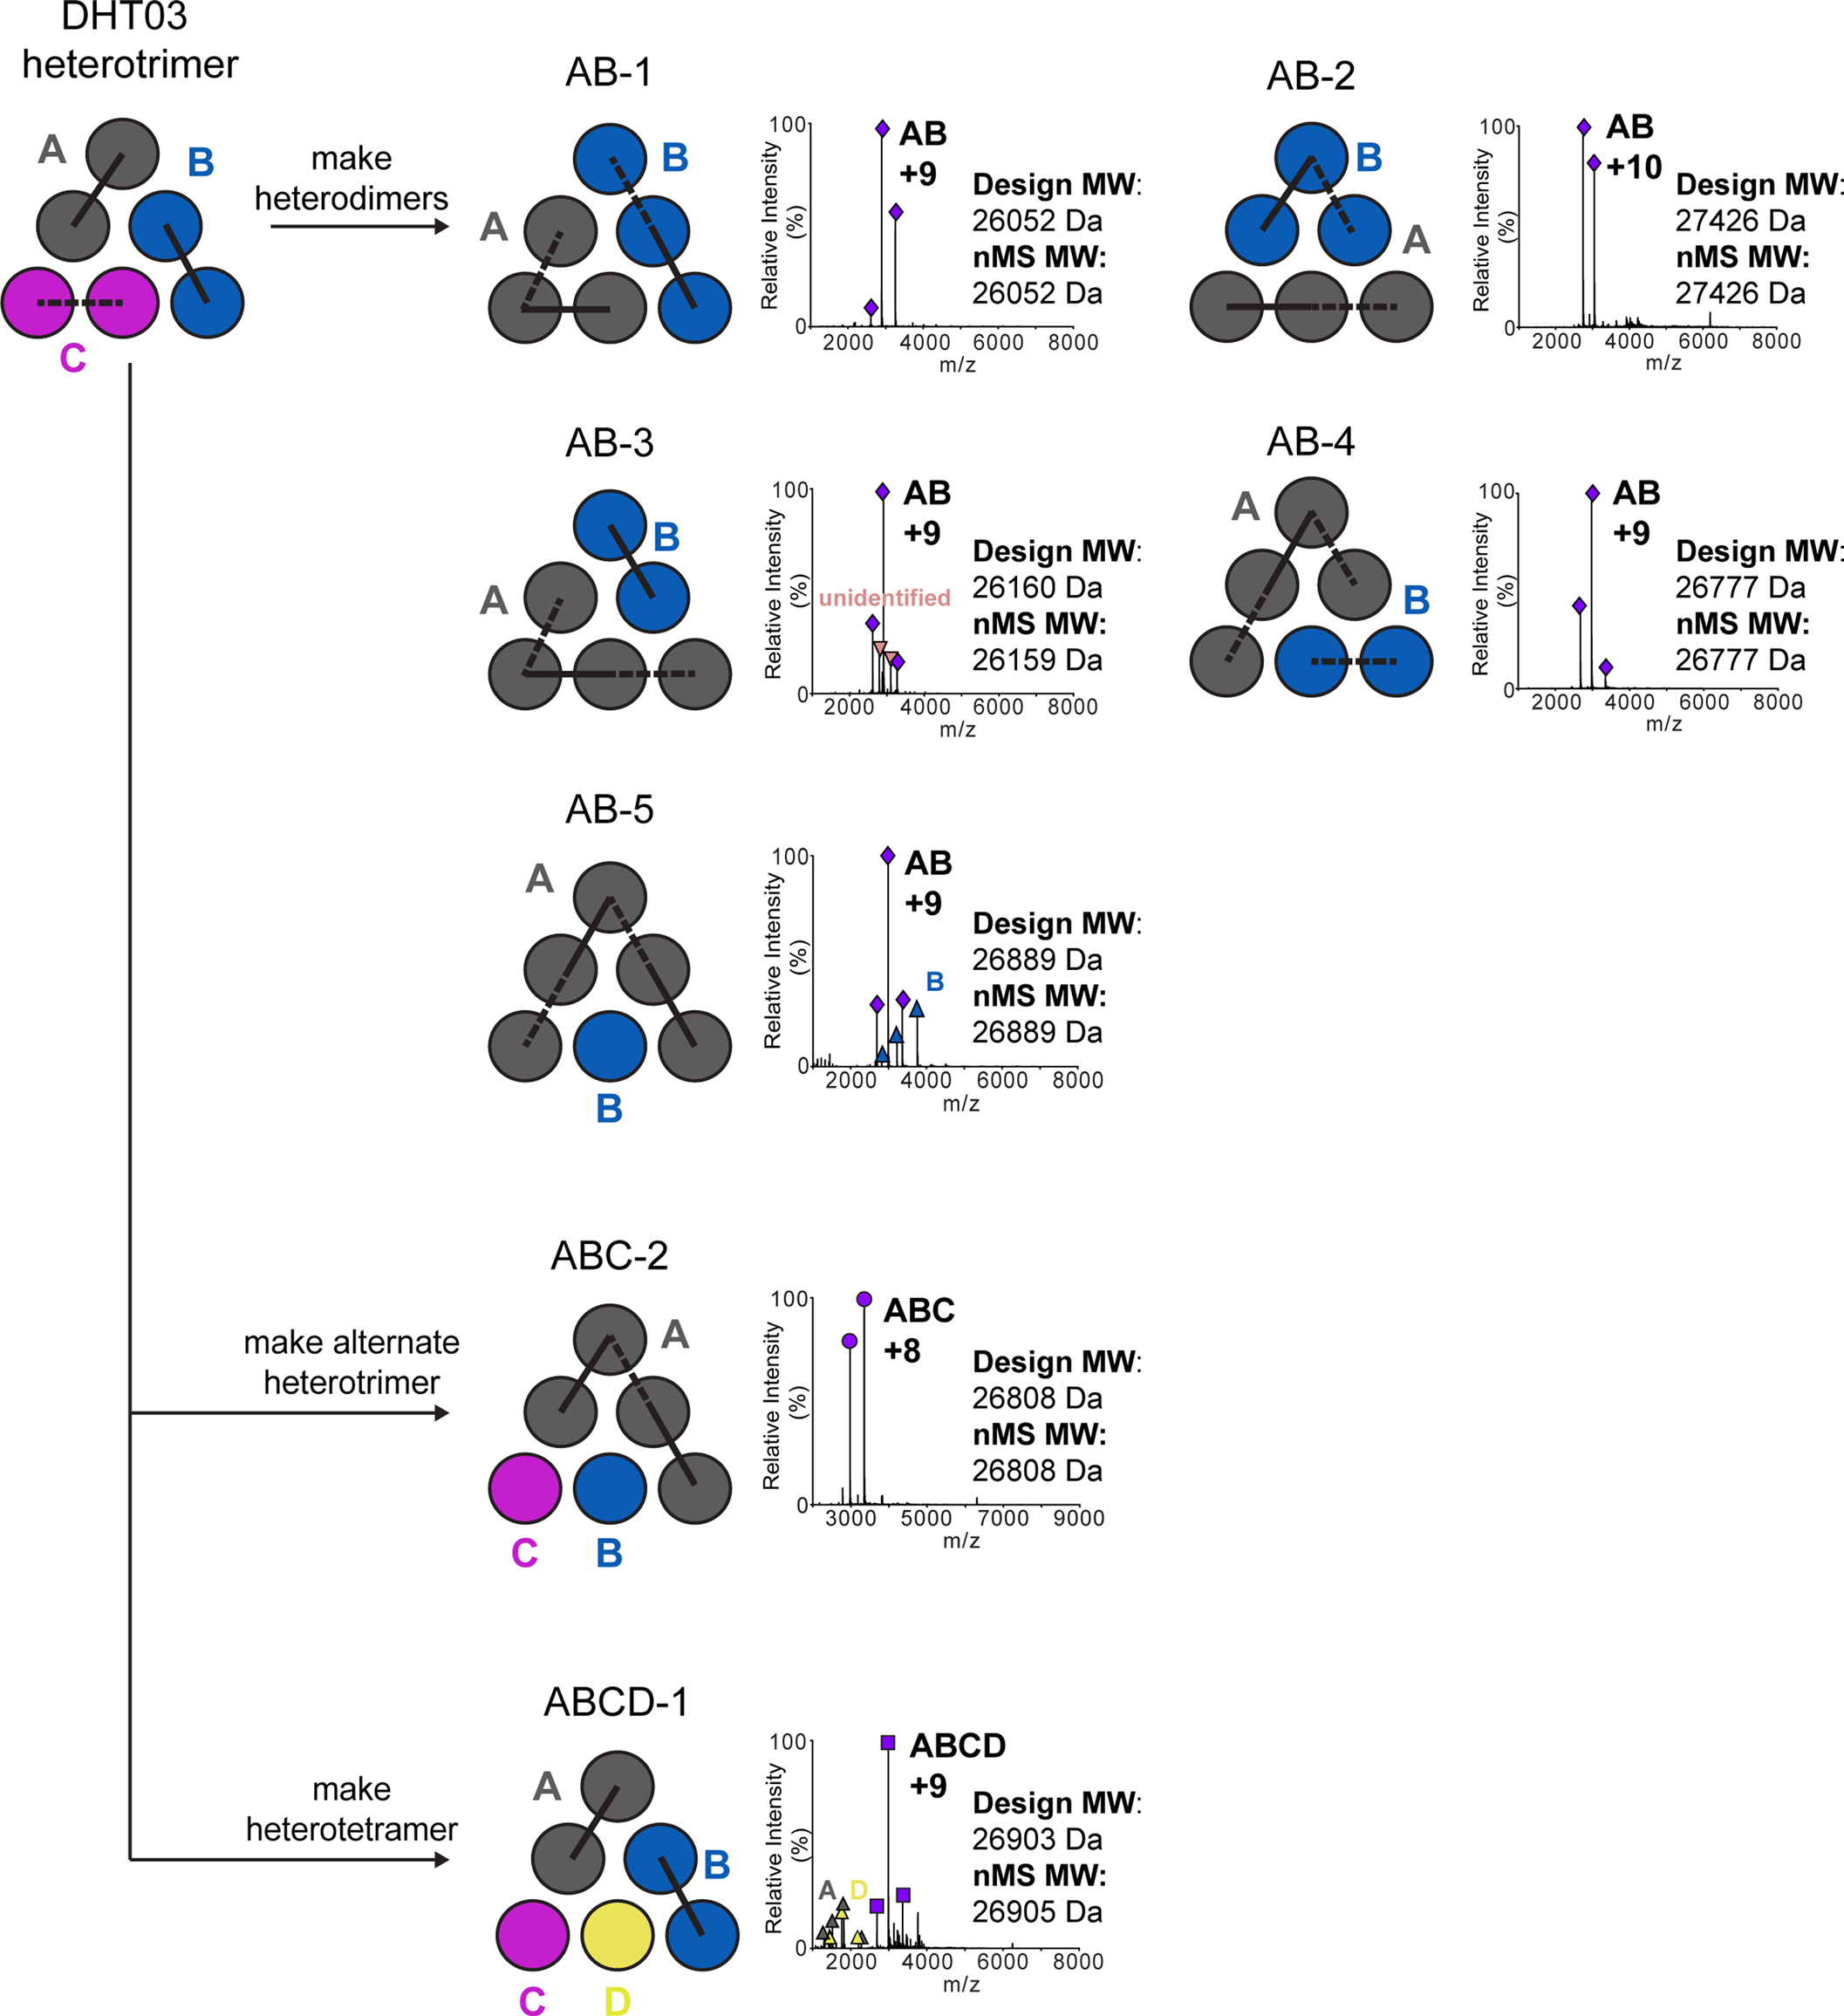 DHT03
heterotrimer
A
B
C
make
heterodimers
AB-1
B
A
100
0
Relative Intensity
(%)
AB
+9
2000 4000 6000 8000
m/z
Design MW:
26052 Da
nMS MW:
26052 Da
AB-2
B
A
100
0
Relative Intensity
(%)
AB
+10
2000 4000 6000 8000
m/z
Design MW:
27426 Da
nMS MW:
27426 Da
AB-3
B
A
100
0
Relative Intensity
(%)
AB
+9
unidentified
2000 4000 6000 8000
m/z
Design MW:
26160 Da
nMS MW:
26159 Da
AB-4
A
B
100
0
Relative Intensity
(%)
AB
+9
2000 4000 6000 8000
m/z
Design MW:
26777 Da
nMS MW:
26777 Da
AB-5
A
B
100
0
Relative Intensity
(%)
AB
+9
B
2000 4000 6000 8000
m/z
Design MW:
26889 Da
nMS MW:
26889 Da
make alternate
heterotrimer
ABC-2
A
C
B
100
0
Relative Intensity
(%)
ABC
+8
3000 5000 7000 9000
m/z
Design MW:
26808 Da
nMS MW:
26808 Da
make
heterotetramer
ABCD-1
A
B
C
D
100
0
Relative Intensity
(%)
ABCD
+9
A
D
2000 4000 6000 8000
m/z
Design MW:
26903 Da
nMS MW:
26905 Da